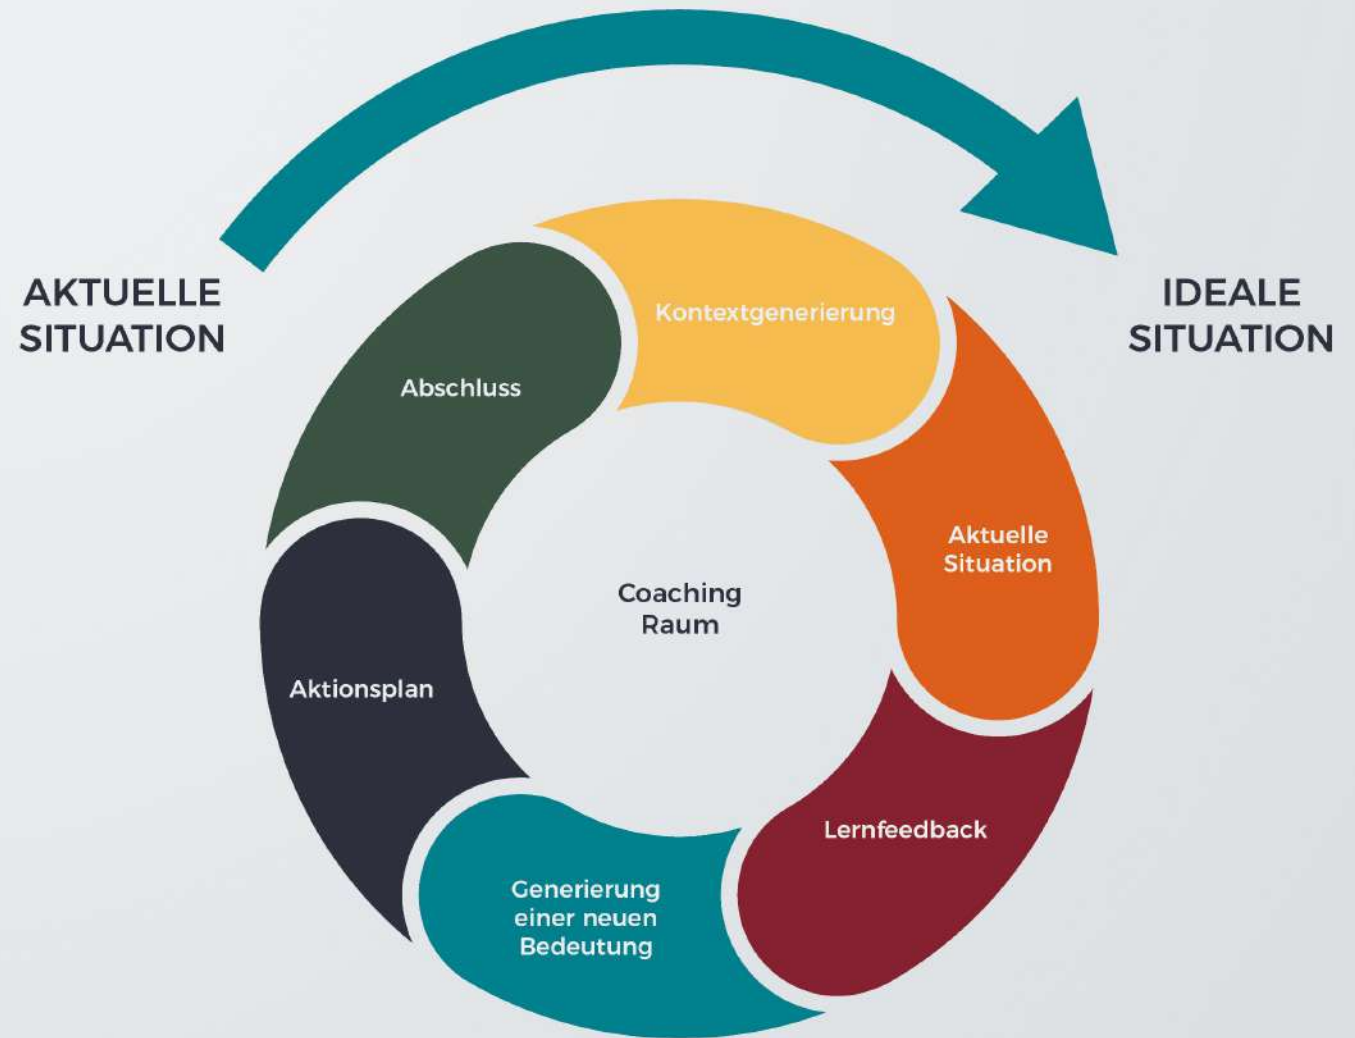 AKTUELLE
SITUATION
IDEALE
SITUATION
Kontextgenerierung
Aktuelle
Situation
Lernfeedback
Generierung
einer neuen
Bedeutung
Aktionsplan
Abschluss
Coaching
Raum